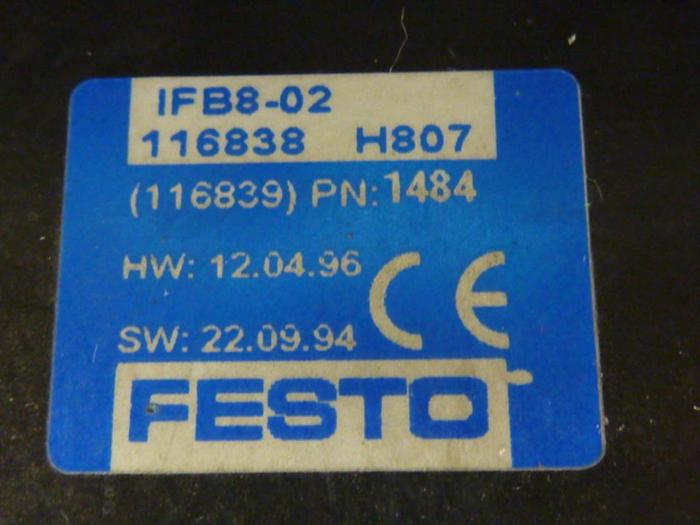 IFB8-02
116838 H807
(116839) PN:1484
HW: 12.04.96
SW: 22.09.94
CE
FESTO